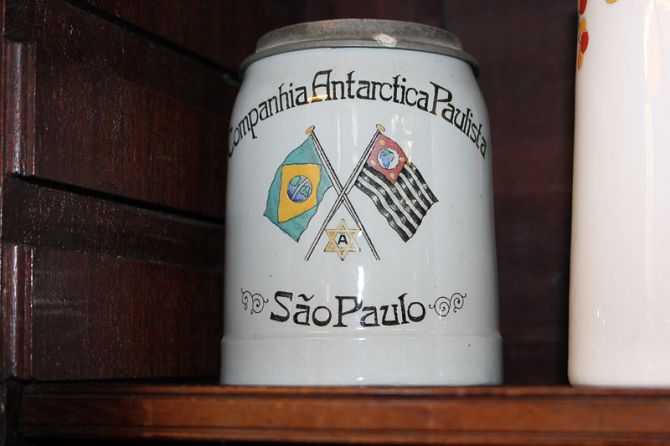 Companhia Antarctica Paulista
A
São Paulo